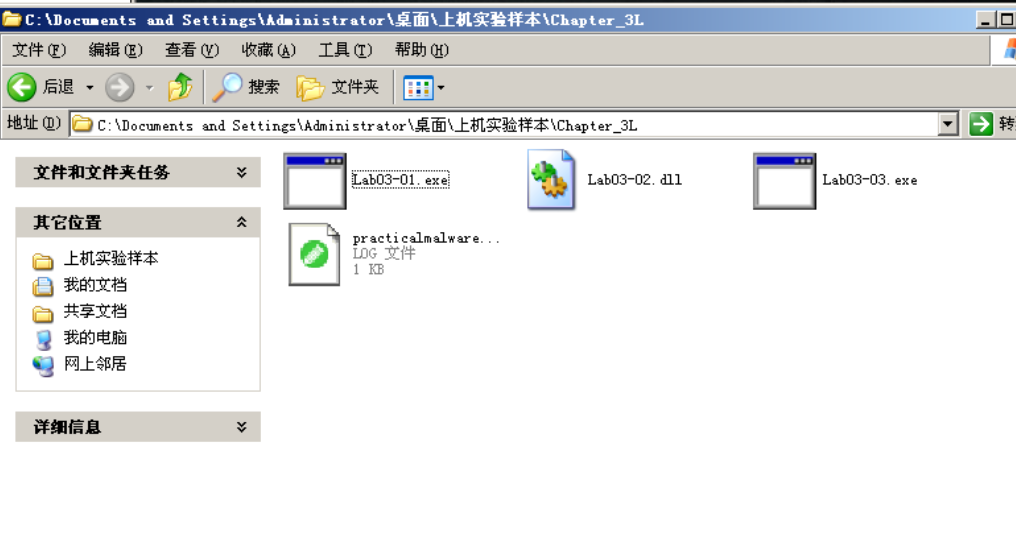 C:\Documents and Settings\Administrator\桌面\上机实验样本\Chapter_3L
文件(F) 编辑(E) 查看(V) 收藏(A) 工具(T) 帮助(H)
后退 搜索 文件夹
地址(D) C:\Documents and Settings\Administrator\桌面\上机实验样本\Chapter_3L 转
文件和文件夹任务
其它位置
上机实验样本
我的文档
共享文档
我的电脑
网上邻居
详细信息
Lab03-01.exe
Lab03-02.dll
Lab03-03.exe
practicalmalware...
LOG 文件
1 KB